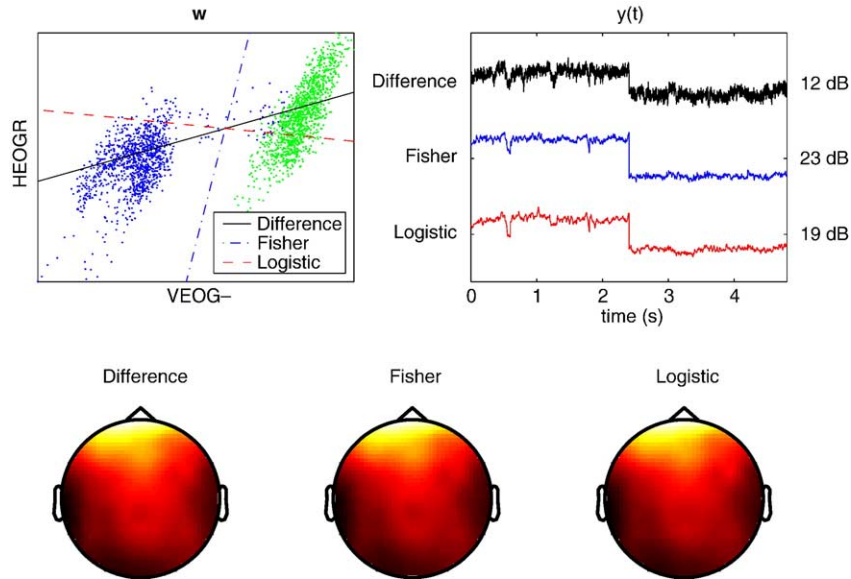 w
HEOGR
VEOG–
Difference
Fisher
Logistic
y(t)
Difference
12 dB
Fisher
23 dB
Logistic
19 dB
0 1 2 3 4
time (s)
Difference Fisher Logistic